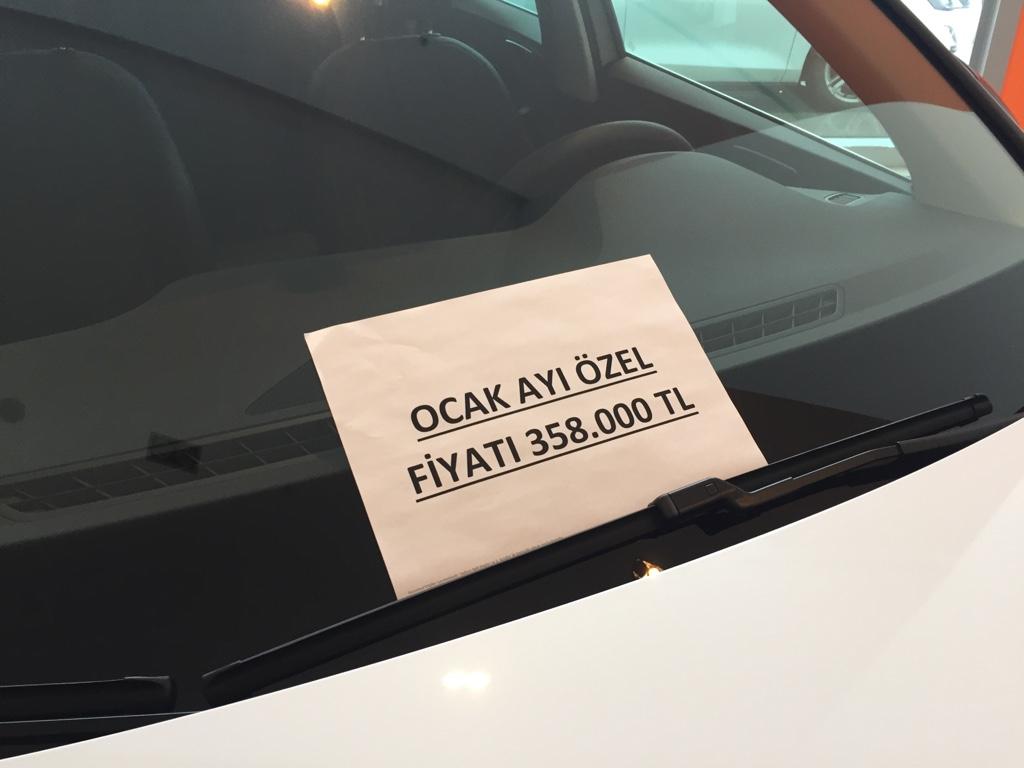 OCAK AYI ÖZEL
FİYATI 358.000 TL